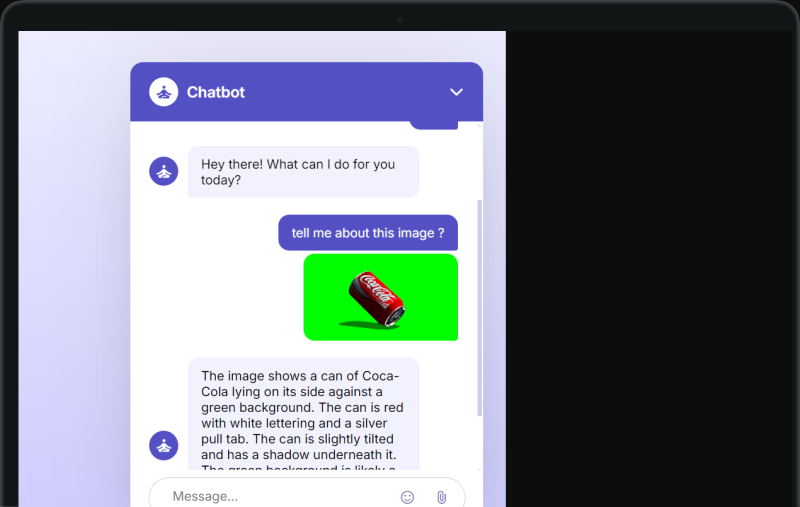 Chatbot
Hey there! What can I do for you
today?
tell me about this image ?
Coca-Cola
The image shows a can of Coca-
Cola lying on its side against a
green background. The can is red
with white lettering and a silver
pull tab. The can is slightly tilted
and has a shadow underneath it.
The green background is likely a
Message...